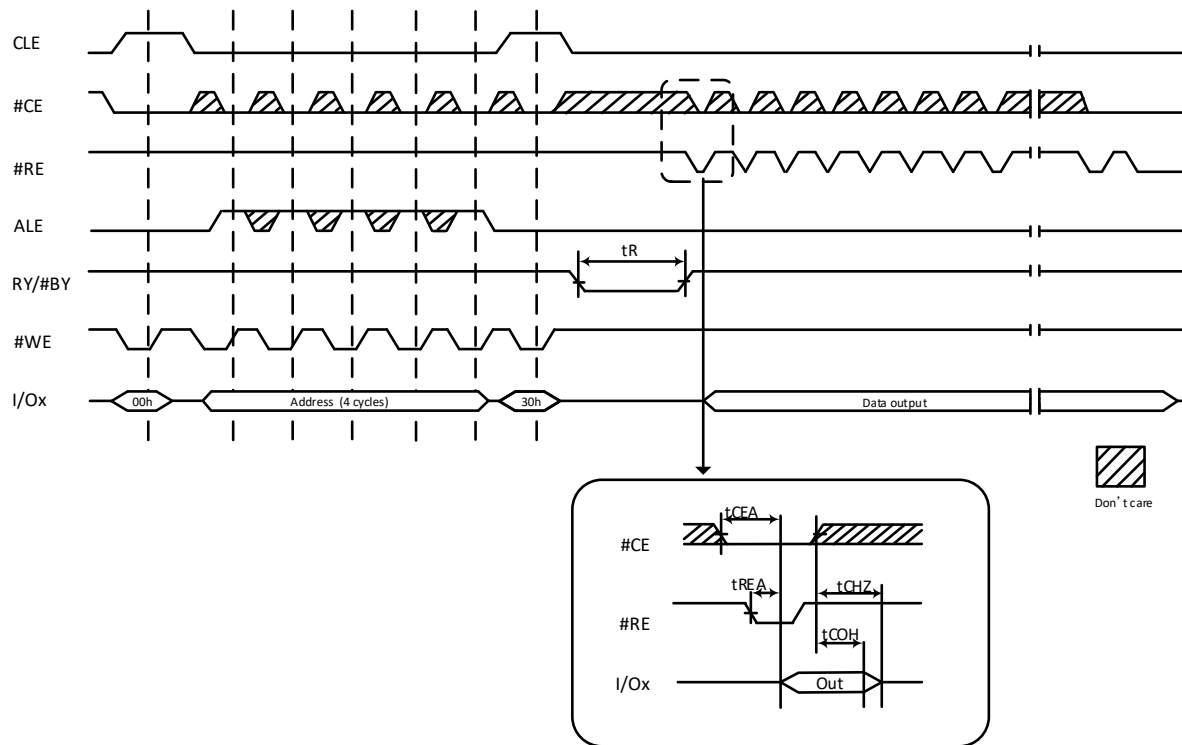 CLE
#CE
#RE
ALE
tR
RY/#BY
#WE
I/Ox
00h
Address (4 cycles)
30h
Data output
Don't care
tCEA
#CE
tREA
tCHZ
#RE
tCOH
I/Ox
Out